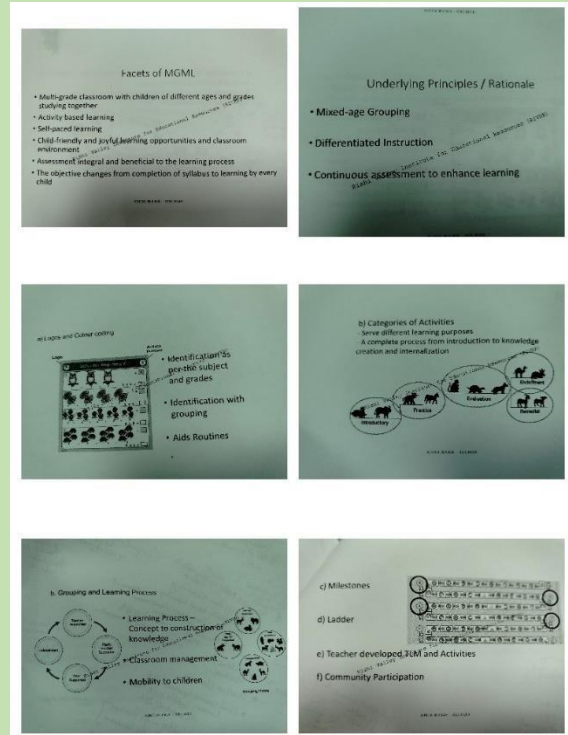 Facets of MGML
• Multi-grade classroom with children of different ages and grades
studying together
• Activity based learning
• Self-paced learning
• Child-friendly and joyful learning opportunities and classroom
environment
• Assessment integral and beneficial to the learning process
• The objective changes from completion of syllabus to learning by every
child
Underlying Principles / Rationale
• Mixed-age Grouping
• Differentiated Instruction
• Continuous assessment to enhance learning
Rishi Valley Institute for Educational Resources
a) Logos and Colour coding
• Identification as
per the subject
and grades
• Identification with
grouping
• Aids Routines
b) Categories of Activities
- Serve different learning purposes
- A complete process from introduction to knowledge
creation and internalization
Introductory
Practice
Evaluation
Enrichment
Remedial
b. Grouping and Learning Process
• Learning Process –
Concept to construction of
knowledge
• Classroom management
• Mobility to children
c) Milestones
d) Ladder
e) Teacher developed TLM and Activities
f) Community Participation